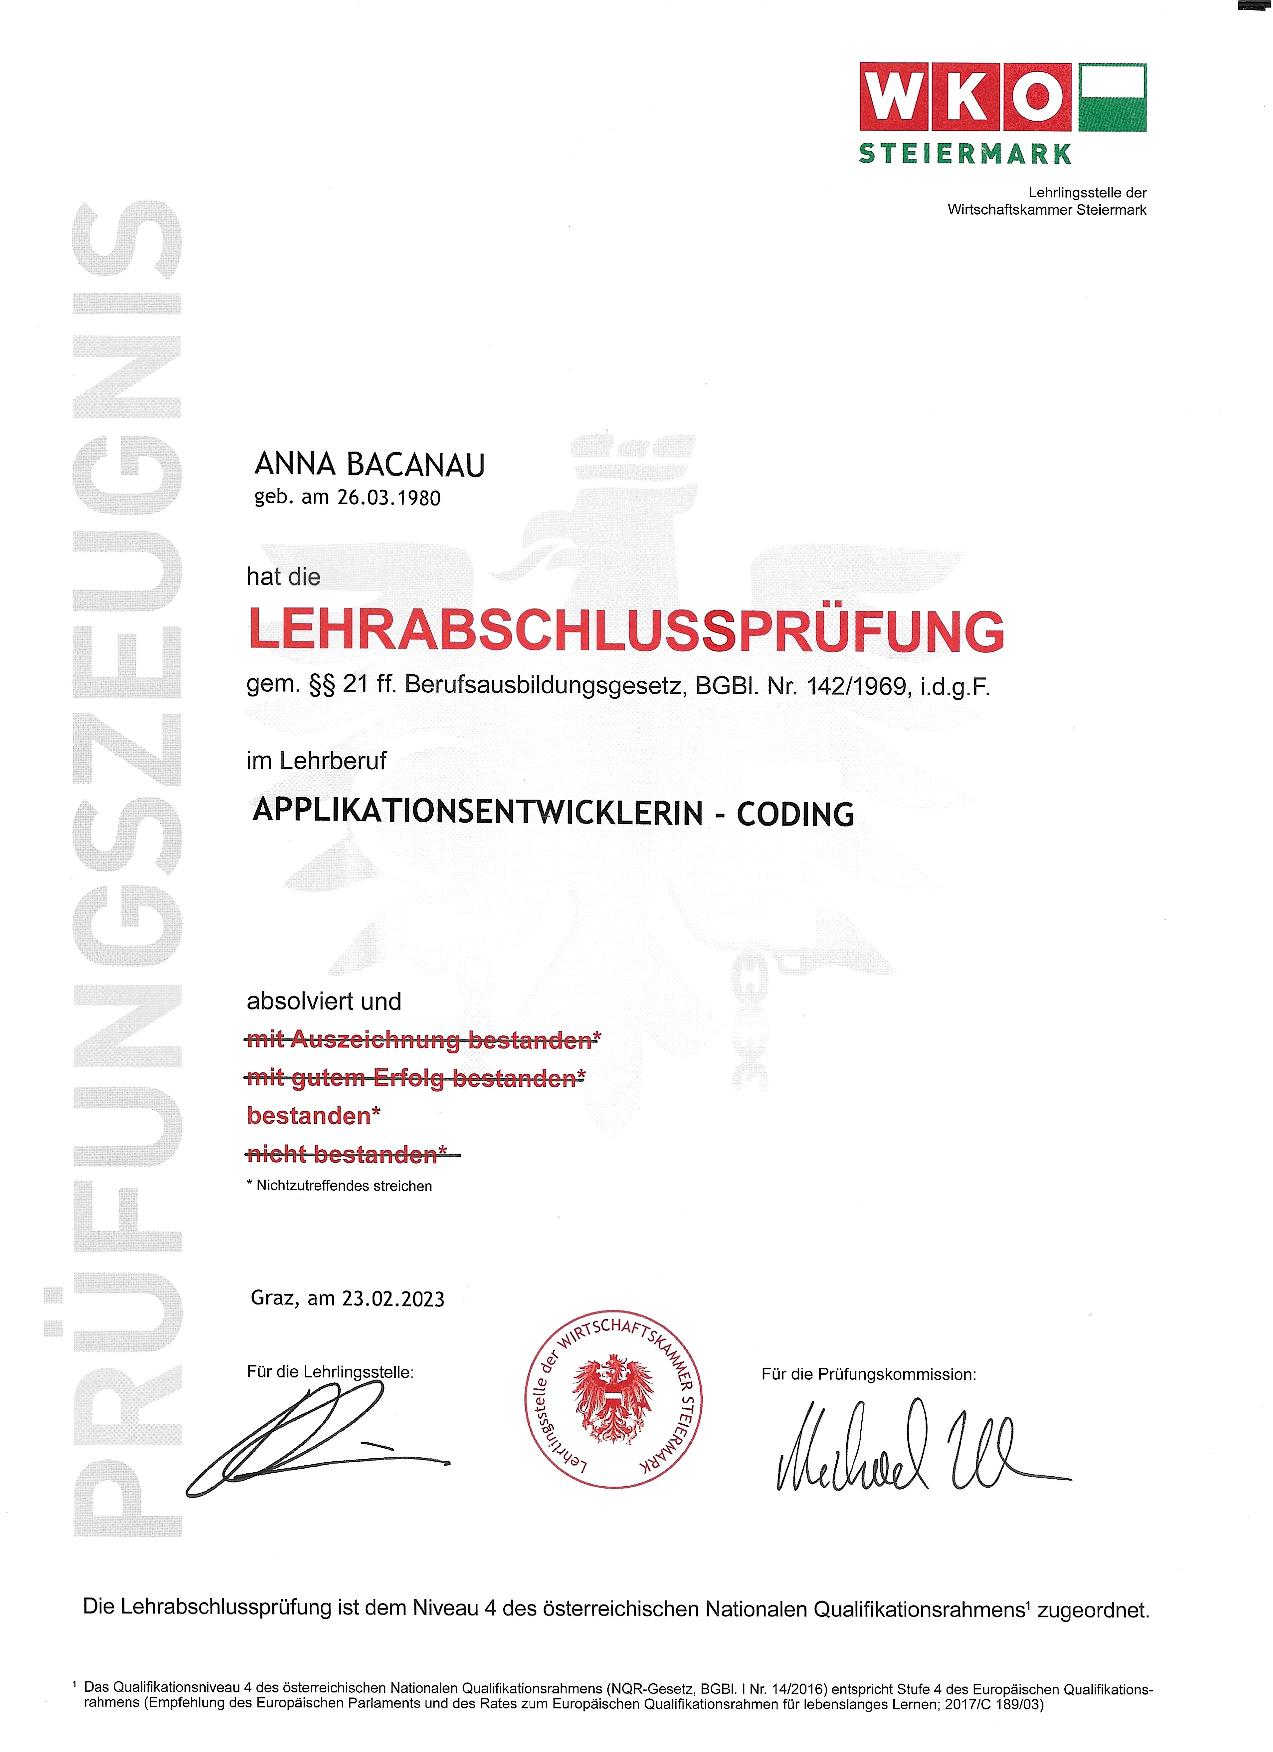 WKO
STEIERMARK
Lehrlingsstelle der
Wirtschaftskammer Steiermark
PRÜFUNGSZEUGNIS
ANNA BACANAU
geb. am 26.03.1980
hat die
LEHRABSCHLUSSPRÜFUNG
gem. §§ 21 ff. Berufsausbildungsgesetz, BGBl. Nr. 142/1969, i.d.g.F.
im Lehrberuf
APPLIKATIONSENTWICKLERIN - CODING
absolviert und
mit Auszeichnung bestanden*
mit gutem Erfolg bestanden*
bestanden*
nicht bestanden*
* Nichtzutreffendes streichen
Graz, am 23.02.2023
Für die Lehrlingsstelle:
Lehrlingsstelle der WIRTSCHAFTSKAMMER STEIERMARK
Für die Prüfungskommission:
Michael
Die Lehrabschlussprüfung ist dem Niveau 4 des österreichischen Nationalen Qualifikationsrahmens¹ zugeordnet.
¹ Das Qualifikationsniveau 4 des österreichischen Nationalen Qualifikationsrahmens (NQR-Gesetz, BGBl. I Nr. 14/2016) entspricht Stufe 4 des Europäischen Qualifikations-
rahmens (Empfehlung des Europäischen Parlaments und des Rates zum Europäischen Qualifikationsrahmen für lebenslanges Lernen; 2017/C 189/03)